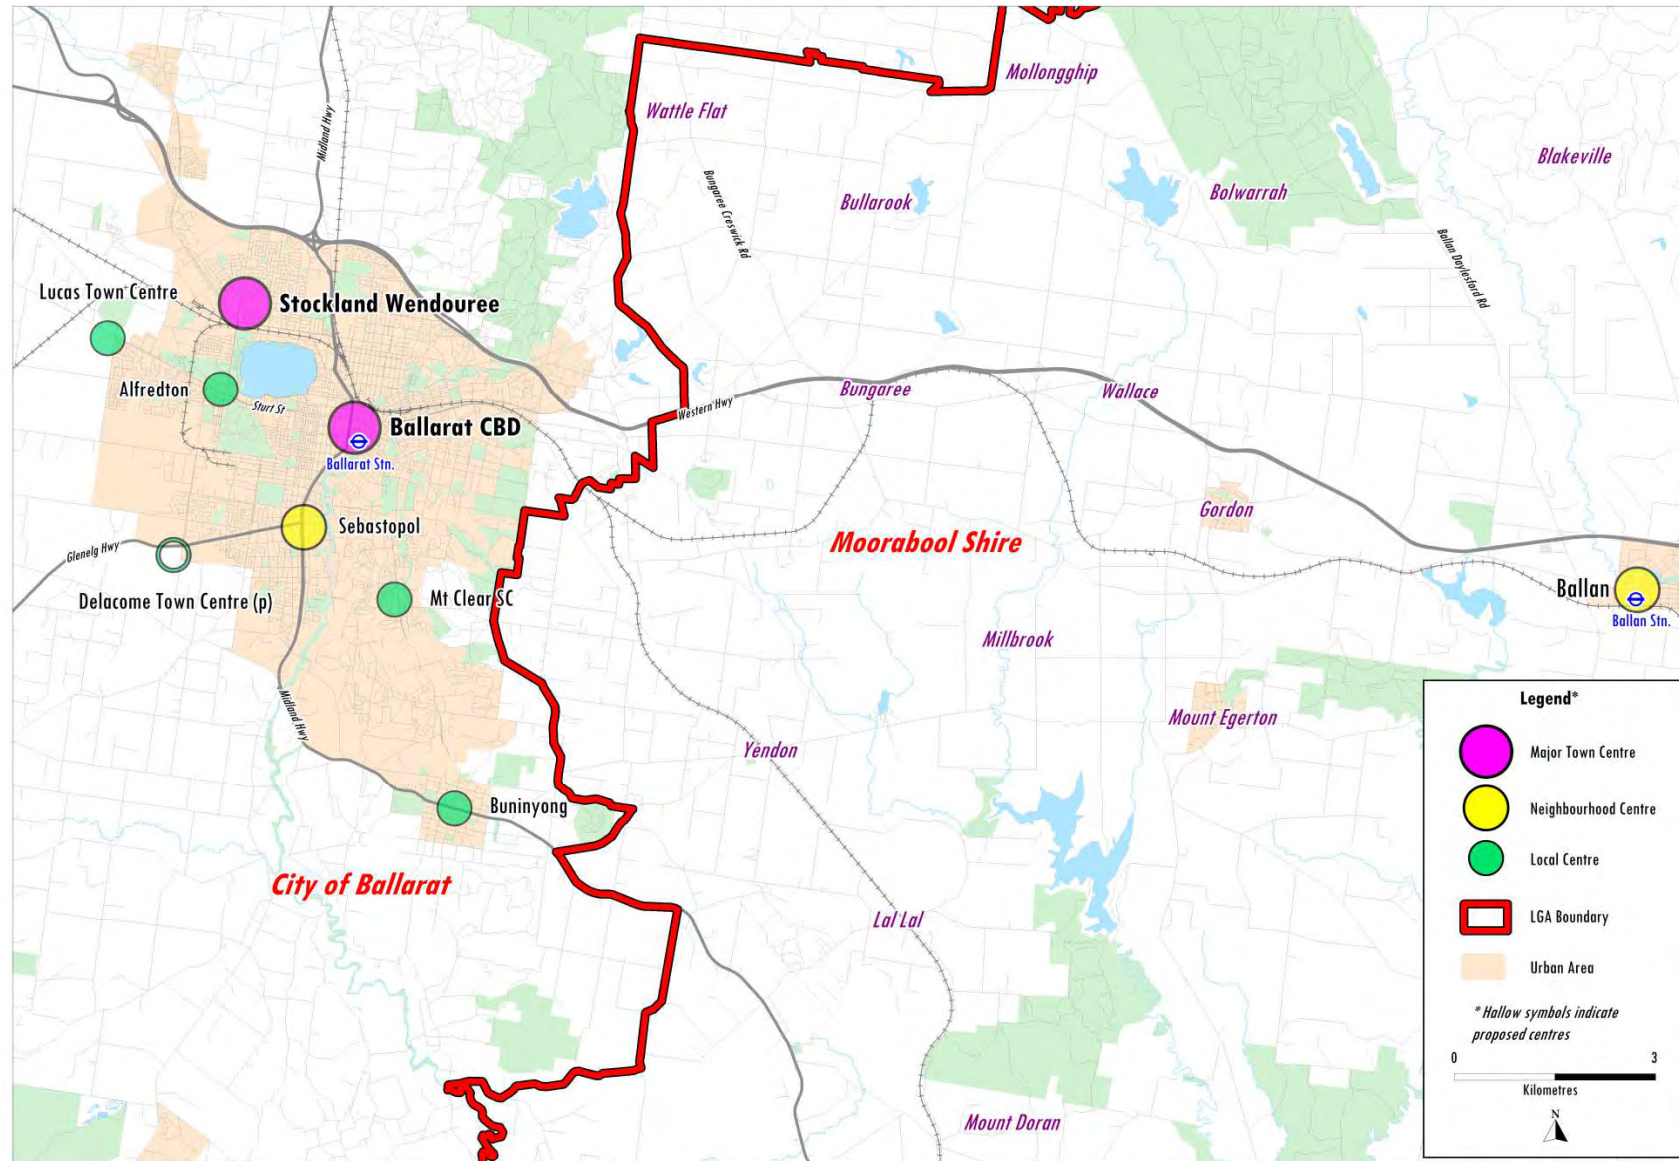 Mollongghip
Wattle Flat
Midland Hwy
Blakeville
Bungaree Creswick Rd
Bullarook
Bolwarrah
Ballan Daylesford Rd
Lucas Town Centre
Stockland Wendouree
Alfredton
Sturt St
Ballarat CBD
Ballarat Stn.
Western Hwy
Bungaree
Wallace
Gordon
Sebastopol
Glenelg Hwy
Moorabool Shire
Delacome Town Centre (p)
Mt Clear SC
Ballan
Ballan Stn.
Millbrook
Midland Hwy
Mount Egerton
Yendon
Buninyong
City of Ballarat
Lal Lal
Mount Doran
Legend*
Major Town Centre
Neighbourhood Centre
Local Centre
LGA Boundary
Urban Area
* Hallow symbols indicate
proposed centres
0 3
Kilometres
N